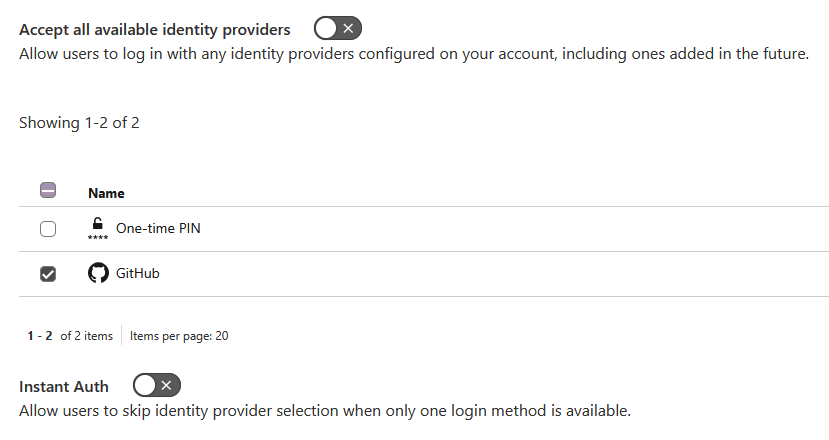 Accept all available identity providers
Allow users to log in with any identity providers configured on your account, including ones added in the future.
Showing 1-2 of 2
Name
One-time PIN
GitHub
1 - 2 of 2 items Items per page: 20
Instant Auth
Allow users to skip identity provider selection when only one login method is available.